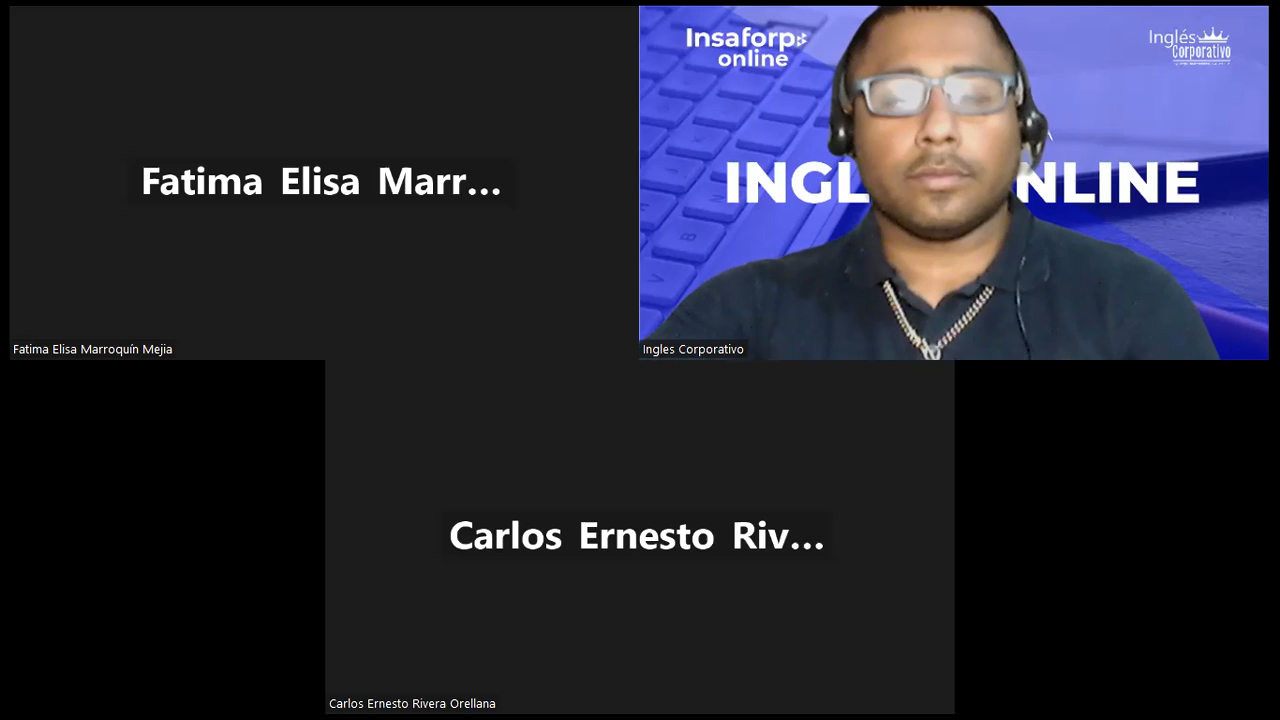 Fatima Elisa Marr...
Fatima Elisa Marroquín Mejia
Insaforp
online
Inglés
Corporativo
INGL NLINE
Ingles Corporativo
Carlos Ernesto Riv...
Carlos Ernesto Rivera Orellana